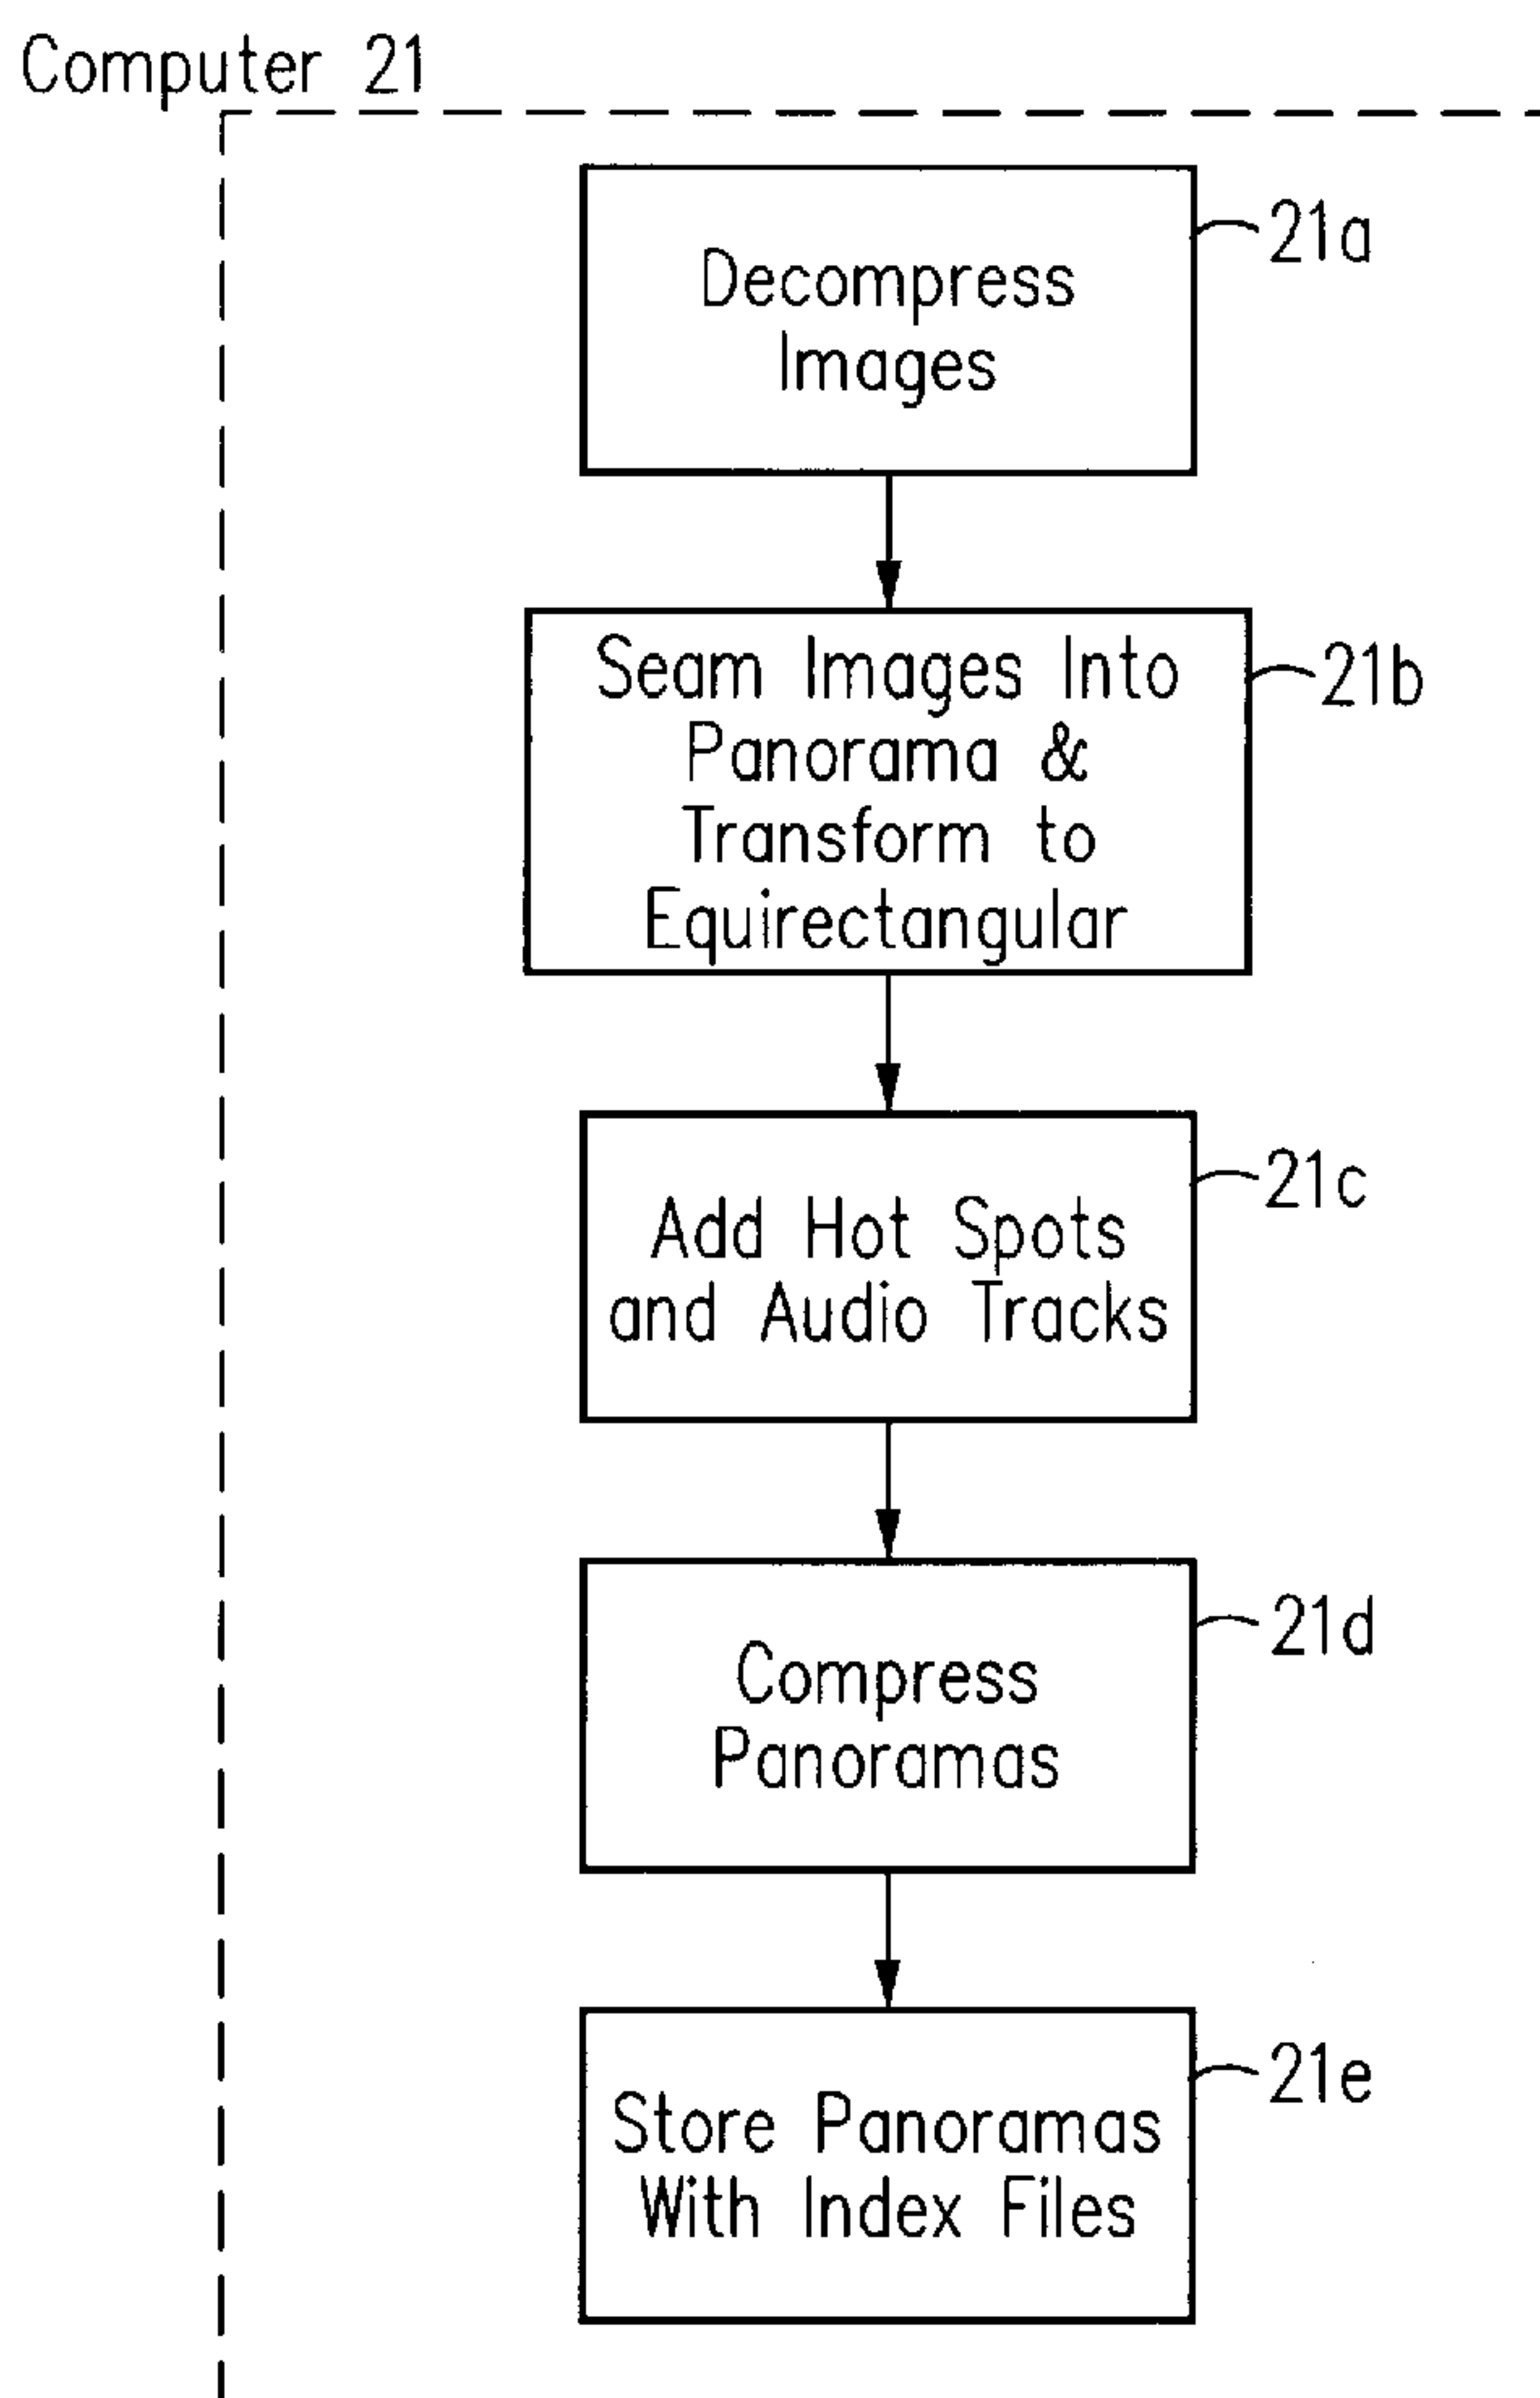 Computer 21
Decompress
Images
21a
Seam Images Into
Panorama &
Transform to
Equirectangular
21b
Add Hot Spots
and Audio Tracks
21c
Compress
Panoramas
21d
Store Panoramas
With Index Files
21e